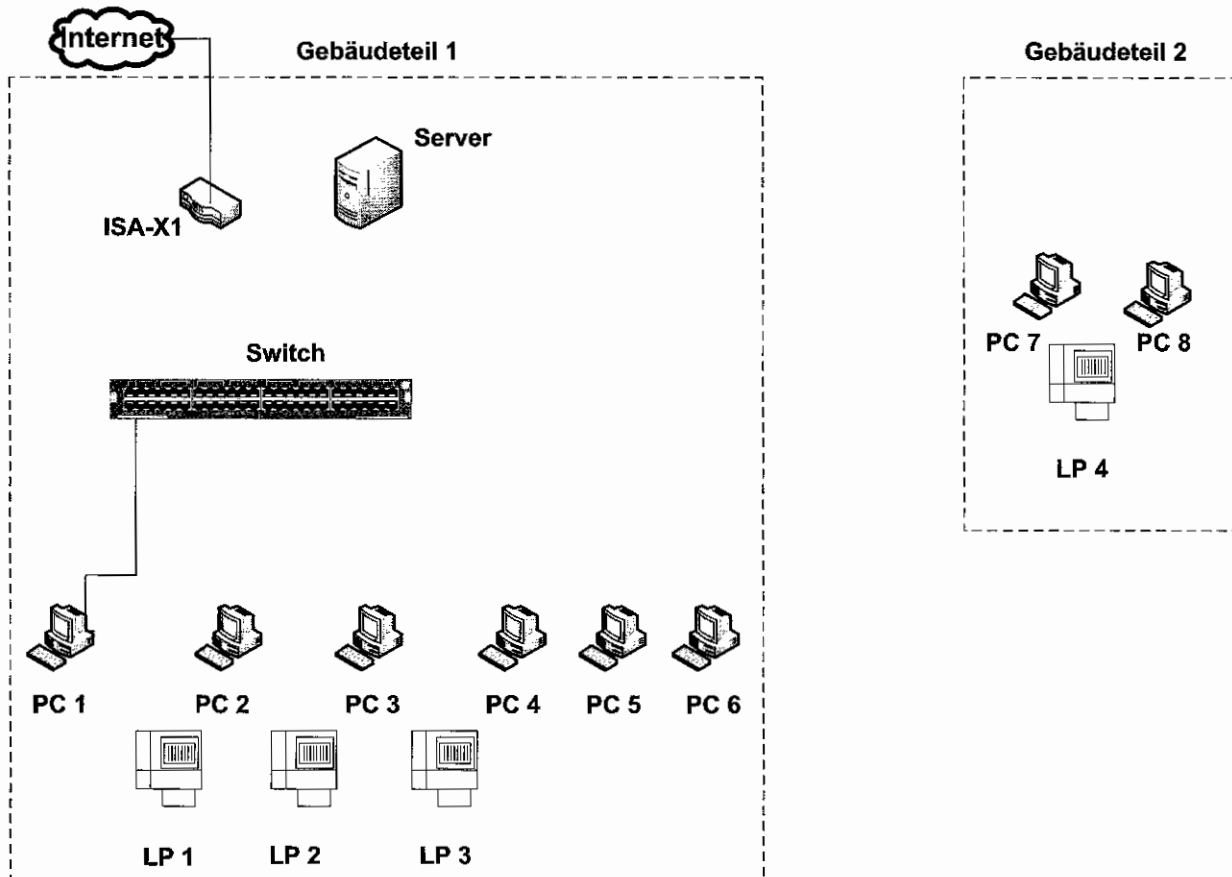 Internet
Gebäudeteil 1
Gebäudeteil 2
Server
ISA-X1
Switch
PC 7
PC 8
LP 4
PC 1
PC 2
PC 3
PC 4
PC 5
PC 6
LP 1
LP 2
LP 3